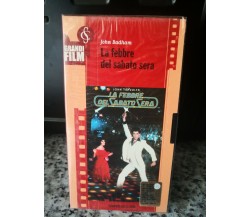 GRANDI
FILM
John Badham
La febbre
del sabato sera
JOHN TRAVOLTA
LA FEBBRE
DEL SABATO SERA